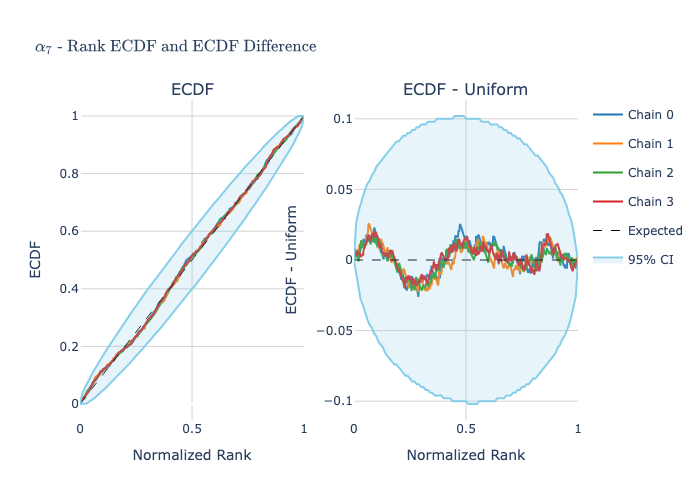 α₇ - Rank ECDF and ECDF Difference
ECDF
ECDF - Uniform
1
0.8
0.6
0.4
0.2
0
ECDF
0
0.5
1
Normalized Rank
0.1
0.05
0
−0.05
−0.1
ECDF - Uniform
0
0.5
1
Normalized Rank
Chain 0
Chain 1
Chain 2
Chain 3
Expected
95% CI